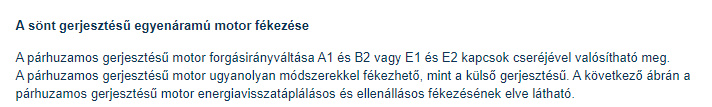 A sönt gerjesztésű egyenáramú motor fékezése
A párhuzamos gerjesztésű motor forgásirányváltása A1 és B2 vagy E1 és E2 kapcsok cseréjével valósítható meg.
A párhuzamos gerjesztésű motor ugyanolyan módszerekkel fékezhető, mint a külső gerjesztésű. A következő ábrán a
párhuzamos gerjesztésű motor energiavisszatáplálásos és ellenállásos fékezésének elve látható.